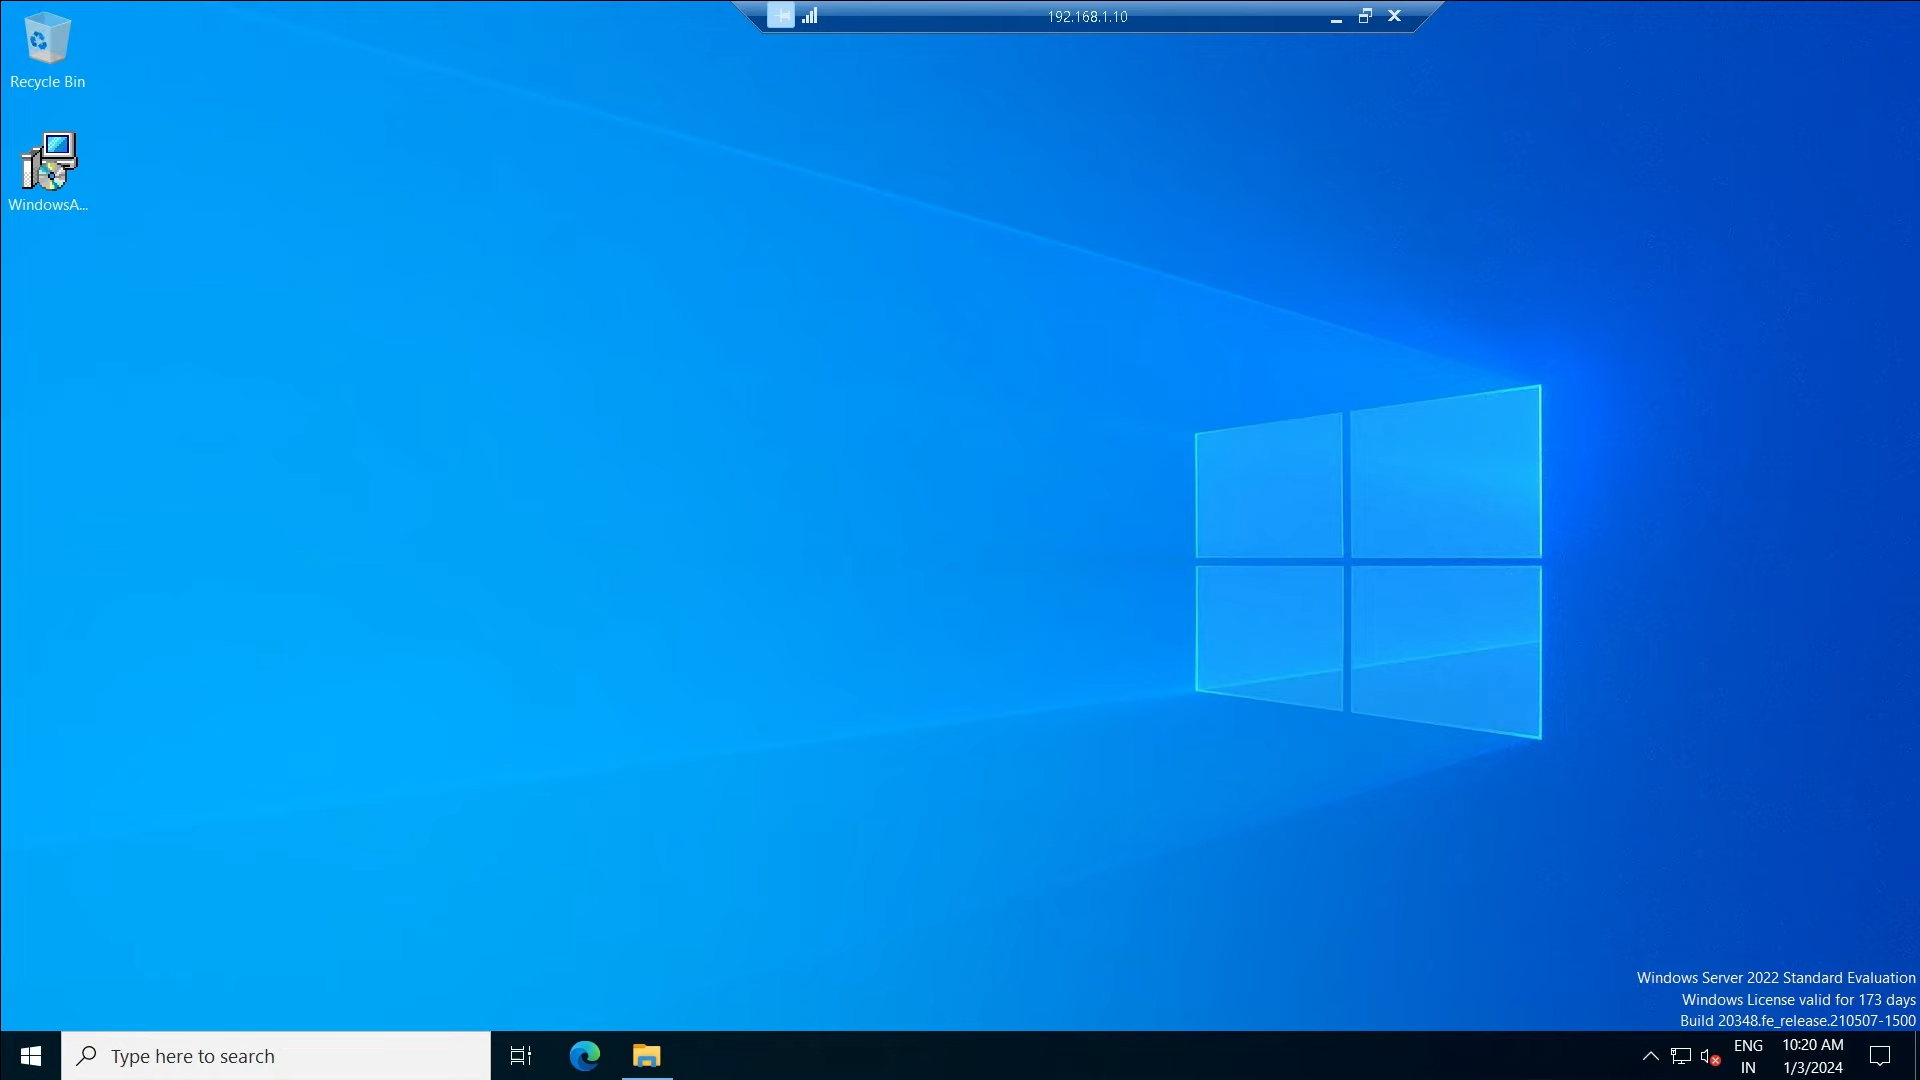 192.168.1.10
Recycle Bin
WindowsA...
Windows Server 2022 Standard Evaluation
Windows License valid for 173 days
Build 20348.fe_release.210507-1500
Type here to search
ENG
IN
10:20 AM
1/3/2024